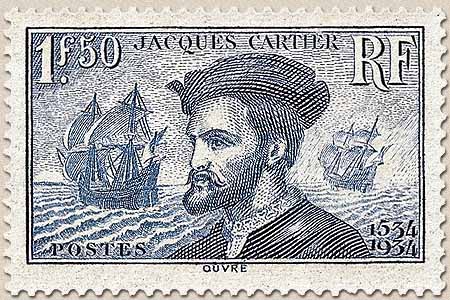 1F.50 JACQUES CARTIER RF
POSTES
1534
1934
OUVRÉ